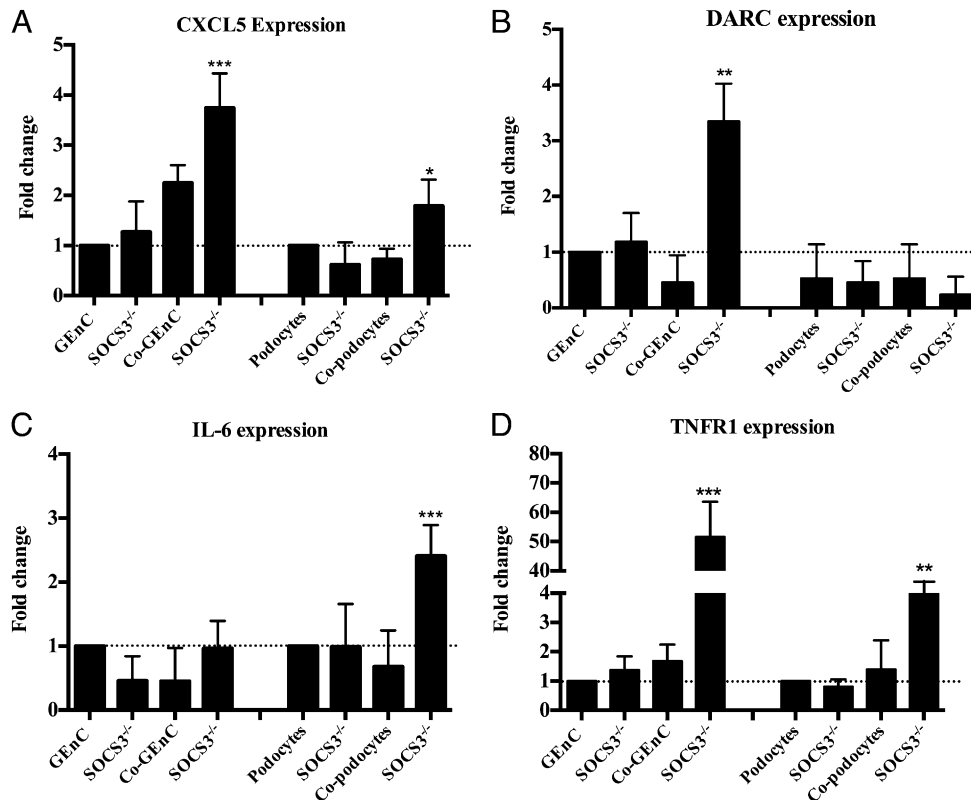 A
CXCL5 Expression
Fold change
5
4
3
2
1
0
***
*
GEnC
SOCS3-/-
Co-GEnC
SOCS3-/-
Podocytes
SOCS3-/-
Co-podocytes
SOCS3-/-
B
DARC expression
Fold change
5
4
3
2
1
0
**
GEnC
SOCS3-/-
Co-GEnC
SOCS3-/-
Podocytes
SOCS3-/-
Co-podocytes
SOCS3-/-
C
IL-6 expression
Fold change
4
3
2
1
0
***
GEnC
SOCS3-/-
Co-GEnC
SOCS3-/-
Podocytes
SOCS3-/-
Co-podocytes
SOCS3-/-
D
TNFR1 expression
Fold change
80
70
60
50
40
4
3
2
1
0
***
**
GEnC
SOCS3-/-
Co-GEnC
SOCS3-/-
Podocytes
SOCS3-/-
Co-podocytes
SOCS3-/-